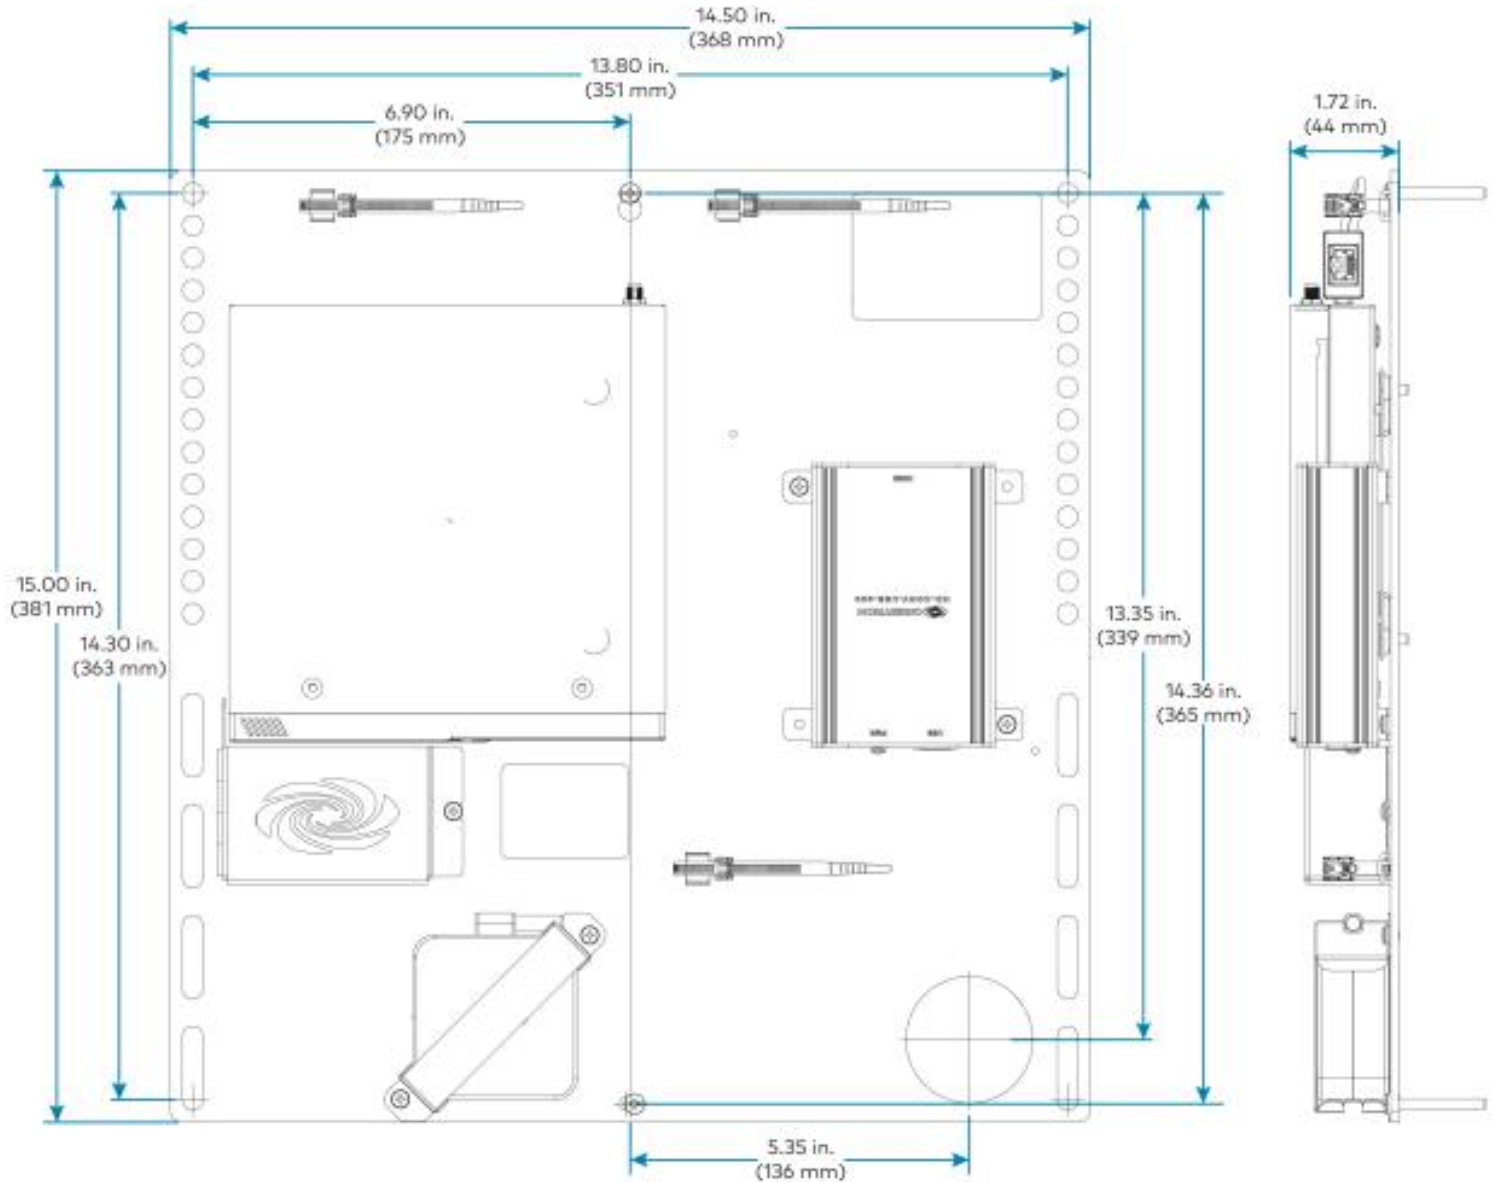 14.50 in.
(368 mm)
13.80 in.
(351 mm)
6.90 in.
(175 mm)
1.72 in.
(44 mm)
15.00 in.
(381 mm)
14.30 in.
(363 mm)
13.35 in.
(339 mm)
14.36 in.
(365 mm)
CRESTRON
5.35 in.
(136 mm)